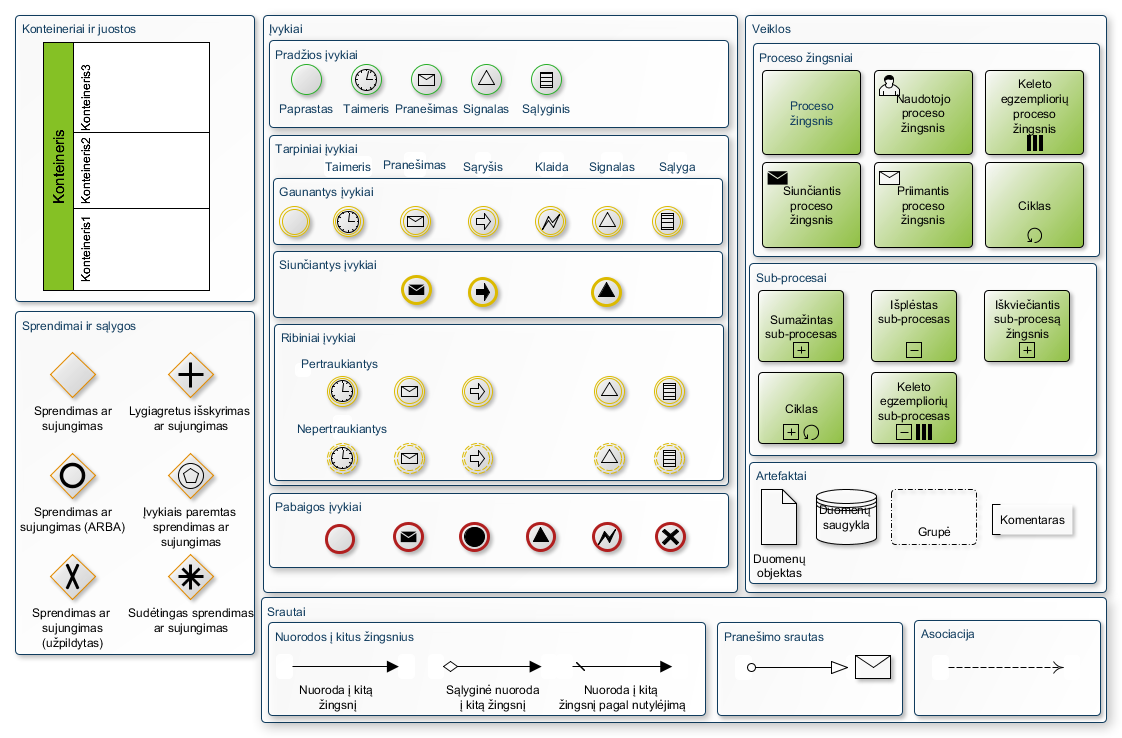 Konteineriai ir juostos
Konteineris
Konteineris3
Konteineris2
Konteineris1
Sprendimai ir sąlygos
Sprendimas ar
sujungimas
Lygiagretus išskyrimas
ar sujungimas
Sprendimas ar
sujungimas (ARBA)
Įvykiais paremtas
sprendimas ar
sujungimas
Sprendimas ar
sujungimas
(užpildytas)
Sudėtingas sprendimas
ar sujungimas
Įvykiai
Pradžios įvykiai
Paprastas
Taimeris
Pranešimas
Signalas
Sąlyginis
Tarpiniai įvykiai
Taimeris
Pranešimas
Sąryšis
Klaida
Signalas
Sąlyga
Gaunantys įvykiai
Siunčiantys įvykiai
Ribiniai įvykiai
Pertraukiantys
Nepertraukiantys
Pabaigos įvykiai
Veiklos
Proceso žingsniai
Proceso
žingsnis
Naudotojo
proceso
žingsnis
Keleto
egzempliorių
proceso
žingsnis
Siunčiantis
proceso
žingsnis
Priimantis
proceso
žingsnis
Ciklas
Sub-procesai
Sumažintas
sub-procesas
Išplėstas
sub-procesas
Iškviečiantis
sub-procesą
žingsnis
Ciklas
Keleto
egzempliorių
sub-procesas
Artefaktai
Duomenų
objektas
Duomenų
saugykla
Grupė
Komentaras
Srautai
Nuorodos į kitus žingsnius
Nuoroda į kitą
žingsnį
Sąlyginė nuoroda
į kitą žingsnį
Nuoroda į kitą
žingsnį pagal nutylėjimą
Pranešimo srautas
Asociacija